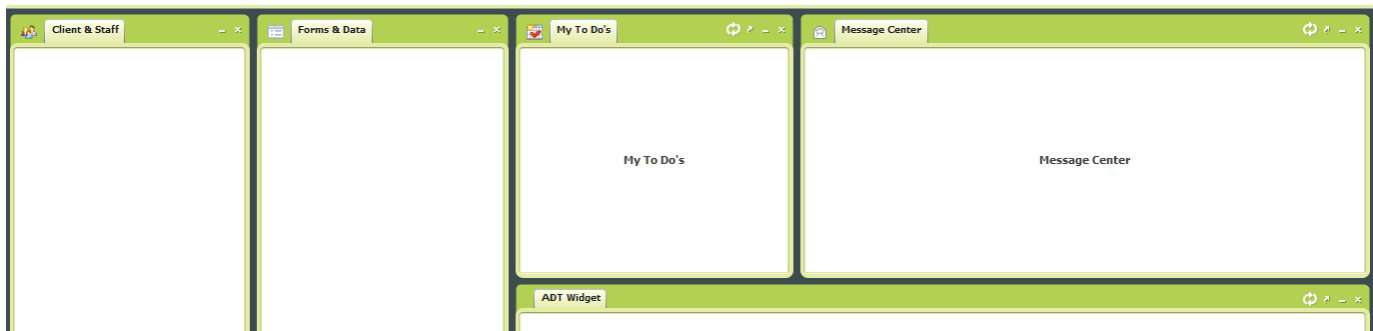 Client & Staff
Forms & Data
My To Do's
Message Center
My To Do's
Message Center
ADT Widget